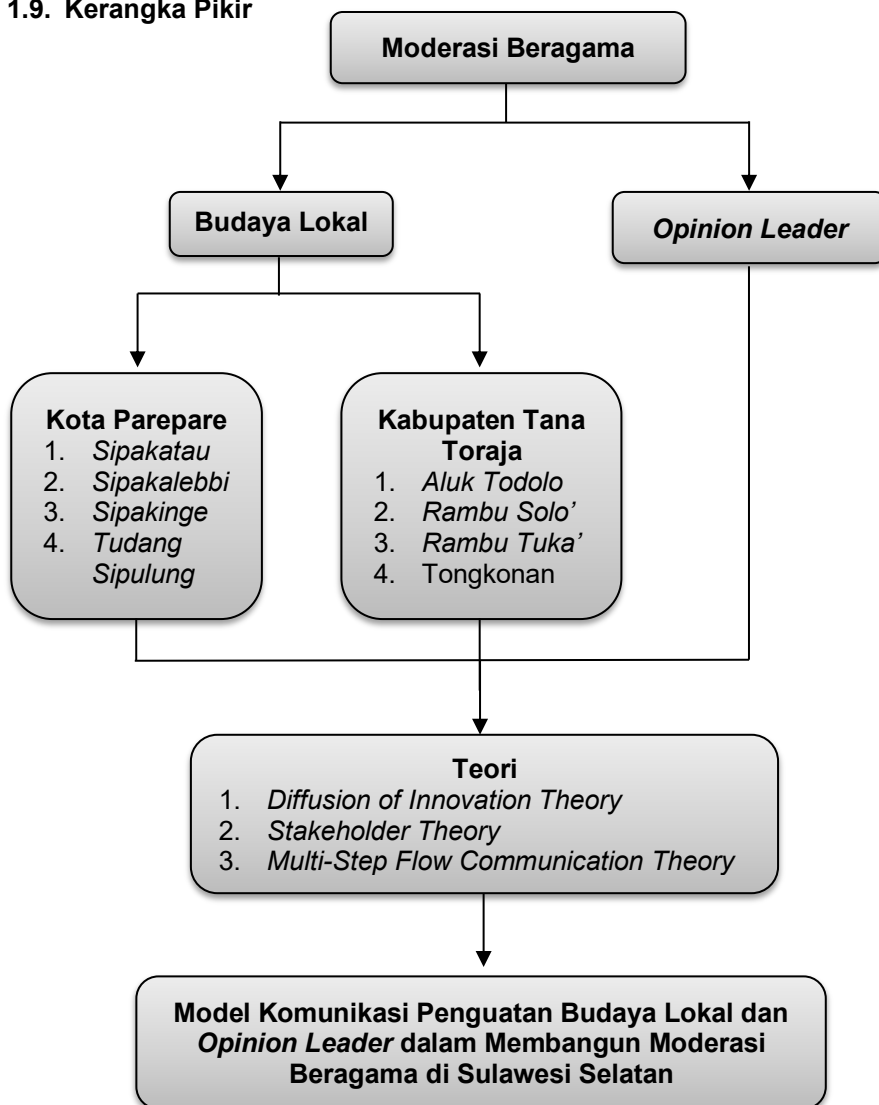 1.9. Kerangka Pikir
Moderasi Beragama
Budaya Lokal
Opinion Leader
Kota Parepare
1. Sipakatau
2. Sipakalebbi
3. Sipakinge
4. Tudang
Sipulung
Kabupaten Tana
Toraja
1. Aluk Todolo
2. Rambu Solo’
3. Rambu Tuka’
4. Tongkonan
Teori
1. Diffusion of Innovation Theory
2. Stakeholder Theory
3. Multi-Step Flow Communication Theory
Model Komunikasi Penguatan Budaya Lokal dan
Opinion Leader dalam Membangun Moderasi
Beragama di Sulawesi Selatan